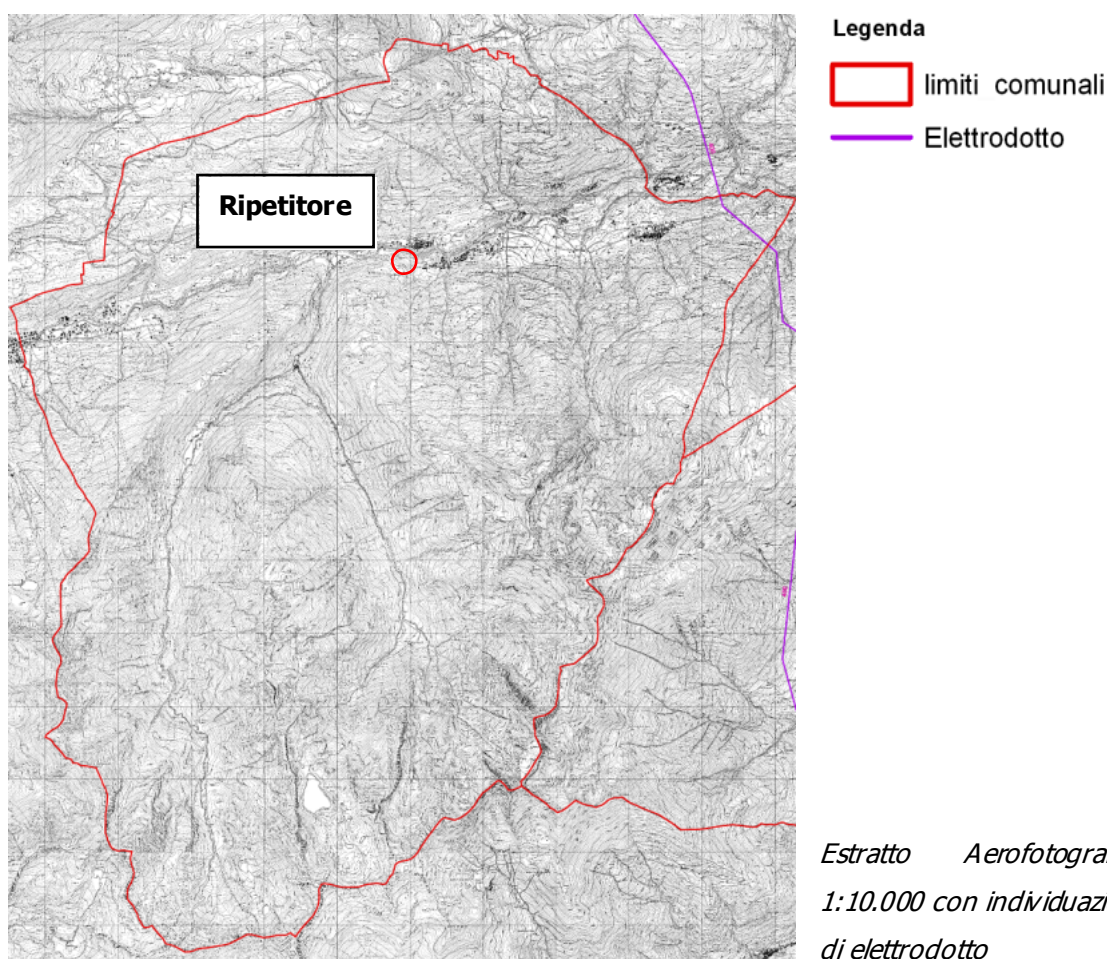 Ripetitore
Legenda
limiti comunali
Elettrodotto
Estratto
1:10.000 con
di elettrodotto